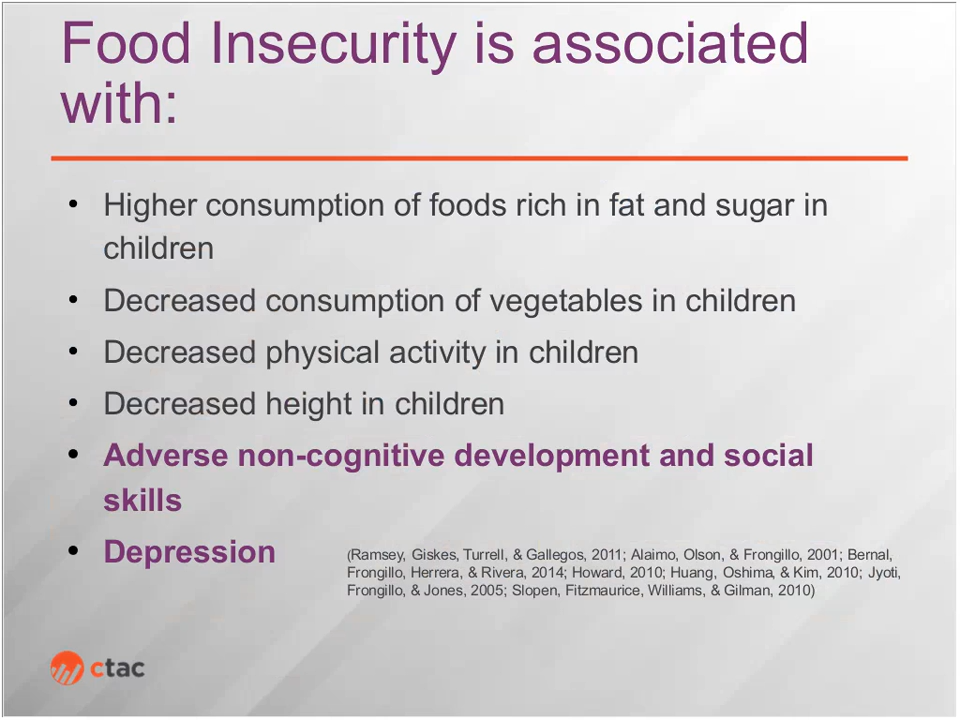 Food Insecurity is associated
with:
• Higher consumption of foods rich in fat and sugar in
children
• Decreased consumption of vegetables in children
• Decreased physical activity in children
• Decreased height in children
• Adverse non-cognitive development and social
skills
• Depression
(Ramsey, Giskes, Turrell, & Gallegos, 2011; Alaimo, Olson, & Frongillo, 2001; Bernal,
Frongillo, Herrera, & Rivera, 2014; Howard, 2010; Huang, Oshima, & Kim, 2010; Jyoti,
Frongillo, & Jones, 2005; Slopen, Fitzmaurice, Williams, & Gilman, 2010)
ctac